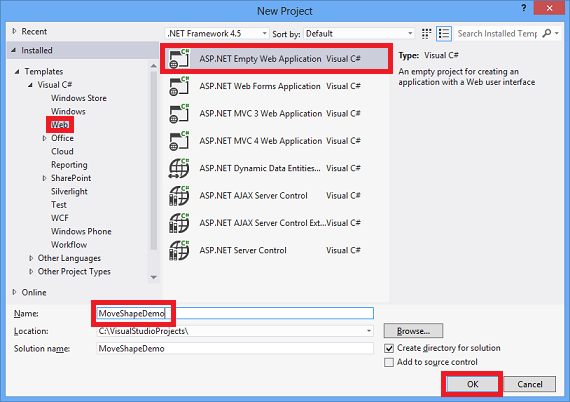 New Project
Recent
.NET Framework 4.5 Sort by: Default
Search Installed Temp
Installed
Templates
Visual C#
Windows Store
Windows
Web
Office
Cloud
Reporting
SharePoint
Silverlight
Test
WCF
Windows Phone
Workflow
Other Languages
Other Project Types
Online
ASP.NET Empty Web Application Visual C#
ASP.NET Web Forms Application Visual C#
ASP.NET MVC 3 Web Application Visual C#
ASP.NET MVC 4 Web Application Visual C#
ASP.NET Dynamic Data Entities... Visual C#
ASP.NET AJAX Server Control Visual C#
ASP.NET AJAX Server Control Ext... Visual C#
ASP.NET Server Control Visual C#
Type: Visual C#
An empty project for creating an
application with a Web user interface
Name: MoveShapeDemo
Location: C:\VisualStudioProjects\
Browse...
Solution name: MoveShapeDemo
Create directory for solution
Add to source control
OK Cancel